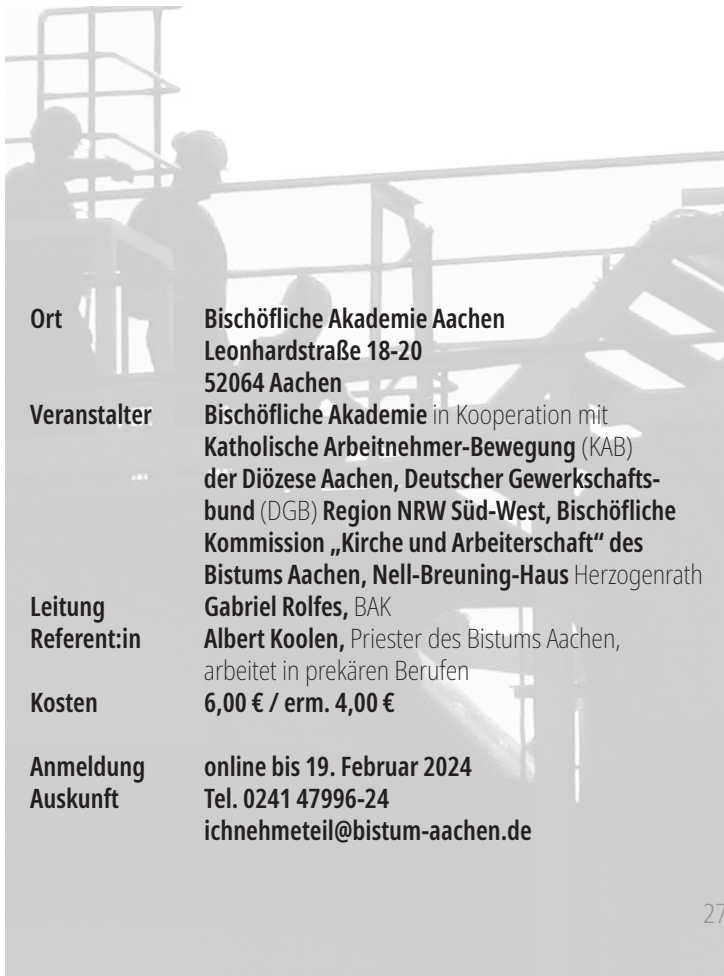 Ort Bischöfliche Akademie Aachen
Leonhardstraße 18-20
52064 Aachen
Veranstalter Bischöfliche Akademie in Kooperation mit
Katholische Arbeitnehmer-Bewegung (KAB)
der Diözese Aachen, Deutscher Gewerkschafts-
bund (DGB) Region NRW Süd-West, Bischöfliche
Kommission „Kirche und Arbeiterschaft“ des
Bistums Aachen, Nell-Breuning-Haus Herzogenrath
Leitung Gabriel Rolfes, BAK
Referent:in Albert Koolen, Priester des Bistums Aachen,
arbeitet in prekären Berufen
Kosten 6,00 € / erm. 4,00 €
Anmeldung online bis 19. Februar 2024
Auskunft Tel. 0241 47996-24
ichnehmeteil@bistum-aachen.de
27